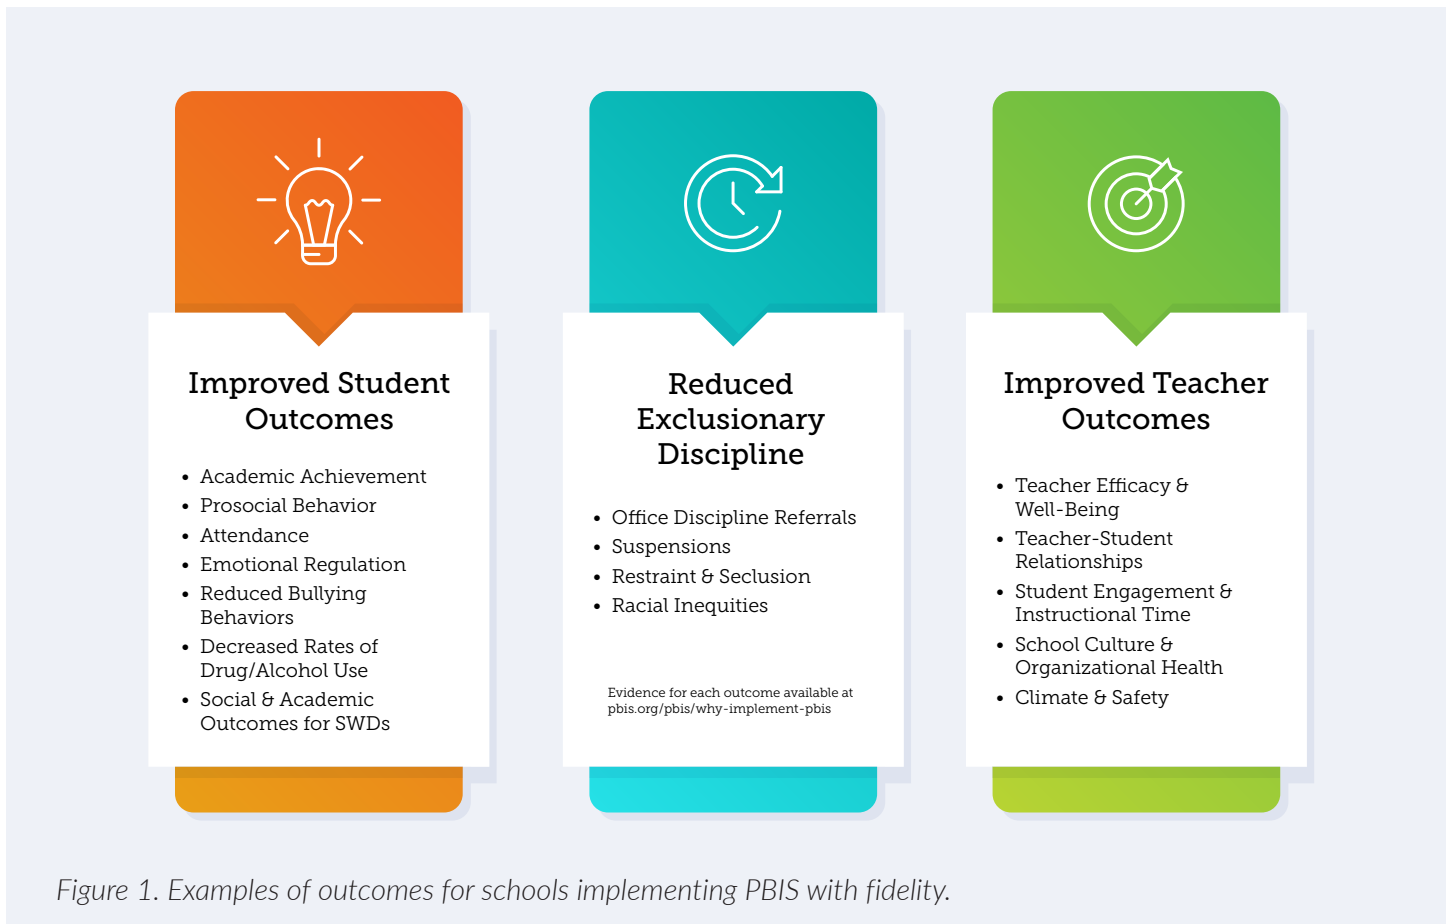 Improved Student
Outcomes
• Academic Achievement
• Prosocial Behavior
• Attendance
• Emotional Regulation
• Reduced Bullying
Behaviors
• Decreased Rates of
Drug/Alcohol Use
• Social & Academic
Outcomes for SWDs
Reduced
Exclusionary
Discipline
• Office Discipline Referrals
• Suspensions
• Restraint & Seclusion
• Racial Inequities
Evidence for each outcome available at
pbis.org/pbis/why-implement-pbis
Improved Teacher
Outcomes
• Teacher Efficacy &
Well-Being
• Teacher-Student
Relationships
• Student Engagement &
Instructional Time
• School Culture &
Organizational Health
• Climate & Safety
Figure 1. Examples of outcomes for schools implementing PBIS with fidelity.